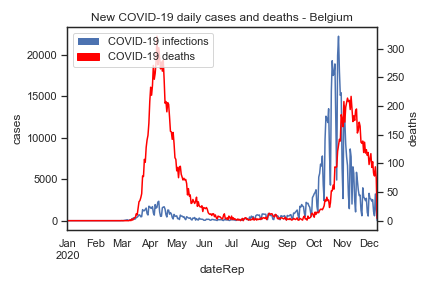 New COVID-19 daily cases and deaths - Belgium
COVID-19 infections
COVID-19 deaths
20000
15000
10000
5000
0
cases
300
250
200
150
100
50
0
deaths
Jan Feb Mar Apr May Jun Jul Aug Sep Oct Nov Dec
2020
dateRep